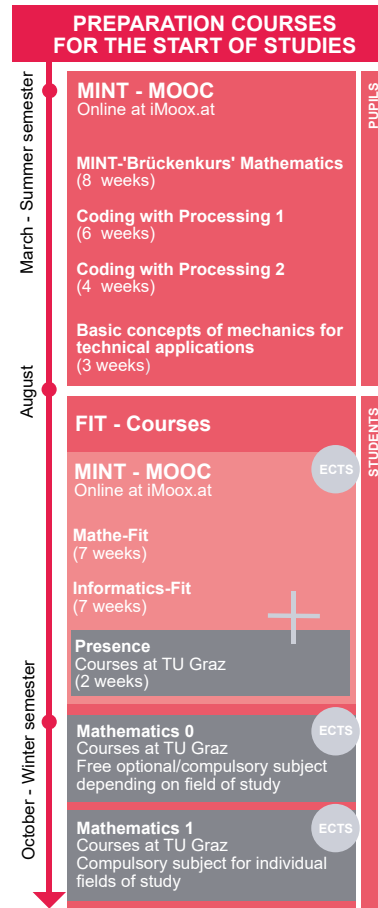 PREPARATION COURSES
FOR THE START OF STUDIES
March - Summer semester
MINT - MOOC
Online at iMoox.at
PUPILS
MINT-'Brückenkurs' Mathematics
(8 weeks)
Coding with Processing 1
(6 weeks)
Coding with Processing 2
(4 weeks)
Basic concepts of mechanics for
technical applications
(3 weeks)
August
FIT - Courses
STUDENTS
MINT - MOOC
Online at iMoox.at
ECTS
Mathe-Fit
(7 weeks)
Informatics-Fit
(7 weeks)
Presence
Courses at TU Graz
(2 weeks)
October - Winter semester
Mathematics 0
ECTS
Courses at TU Graz
Free optional/compulsory subject
depending on field of study
Mathematics 1
ECTS
Courses at TU Graz
Compulsory subject for individual
fields of study